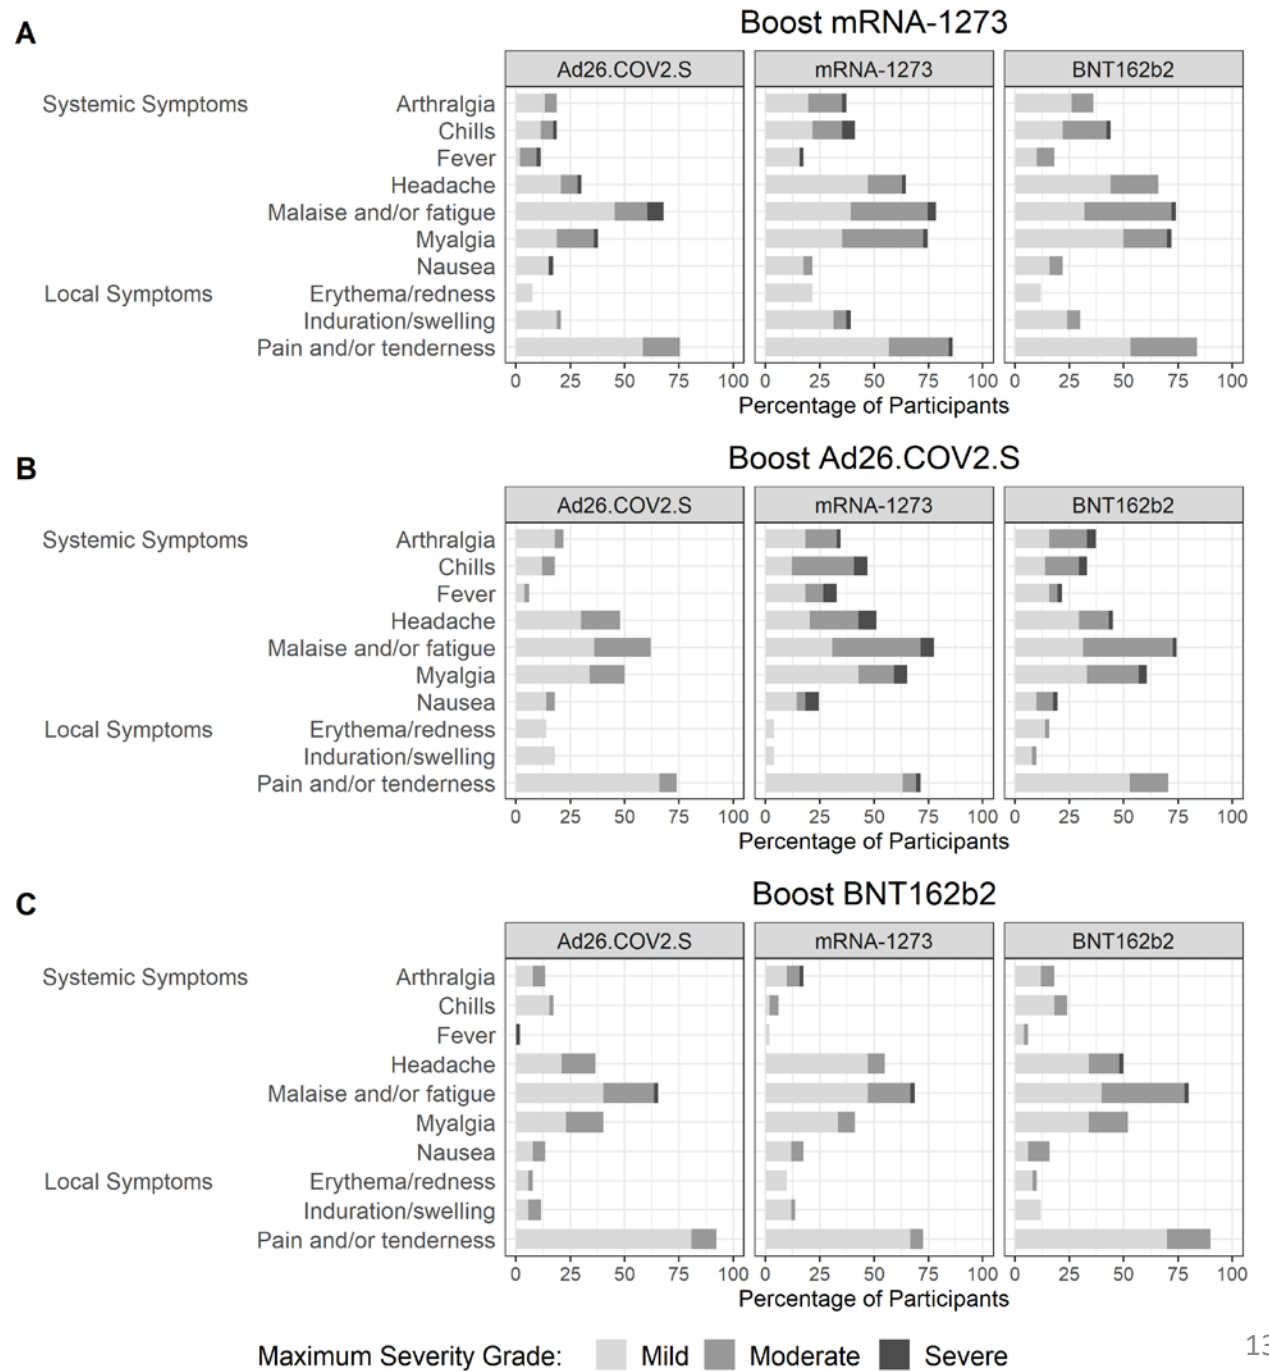 A
Boost mRNA-1273
Ad26.COV2.S mRNA-1273 BNT162b2
Systemic Symptoms Arthralgia
Chills
Fever
Headache
Malaise and/or fatigue
Myalgia
Nausea
Local Symptoms Erythema/redness
Induration/swelling
Pain and/or tenderness
0 25 50 75 100 0 25 50 75 100 0 25 50 75 100
Percentage of Participants
B
Boost Ad26.COV2.S
Ad26.COV2.S mRNA-1273 BNT162b2
Systemic Symptoms Arthralgia
Chills
Fever
Headache
Malaise and/or fatigue
Myalgia
Nausea
Local Symptoms Erythema/redness
Induration/swelling
Pain and/or tenderness
0 25 50 75 100 0 25 50 75 100 0 25 50 75 100
Percentage of Participants
C
Boost BNT162b2
Ad26.COV2.S mRNA-1273 BNT162b2
Systemic Symptoms Arthralgia
Chills
Fever
Headache
Malaise and/or fatigue
Myalgia
Nausea
Local Symptoms Erythema/redness
Induration/swelling
Pain and/or tenderness
0 25 50 75 100 0 25 50 75 100 0 25 50 75 100
Percentage of Participants
Maximum Severity Grade: Mild Moderate Severe
13